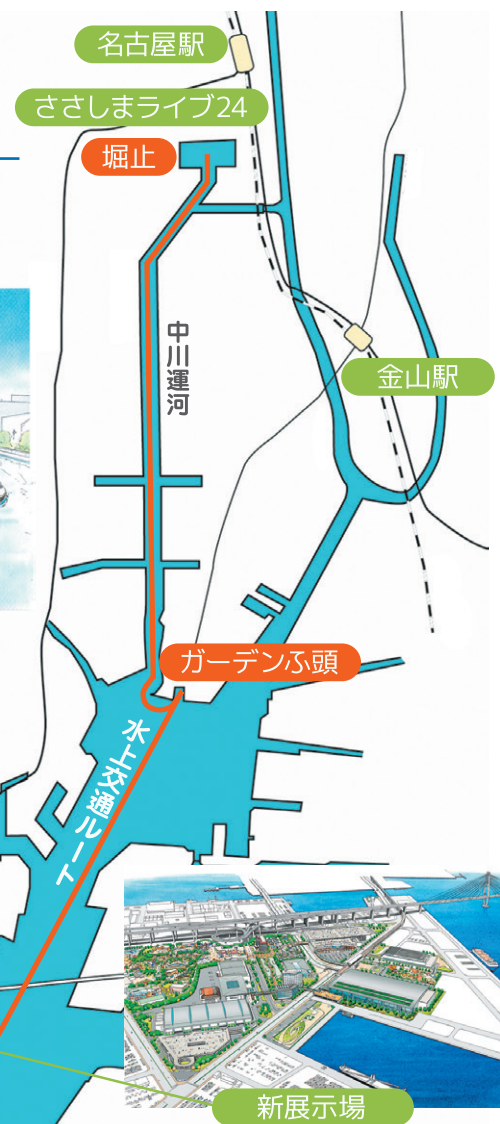 名古屋駅
ささしまライブ24
堀止
中川運河
金山駅
ガーデンふ頭
水上交通ルート
新展示場